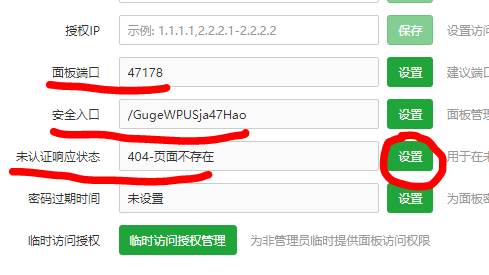 授权IP 示例: 1.1.1.1,2.2.2.1-2.2.2.2 保存 设置访问
面板端口 47178 设置 建议端口
安全入口 /GugeWPUSja47Hao 设置 面板管理
未认证响应状态 404-页面不存在 设置 用于在未
密码过期时间 未设置 设置 为面板密
临时访问授权 临时访问授权管理 为非管理员临时提供面板访问权限